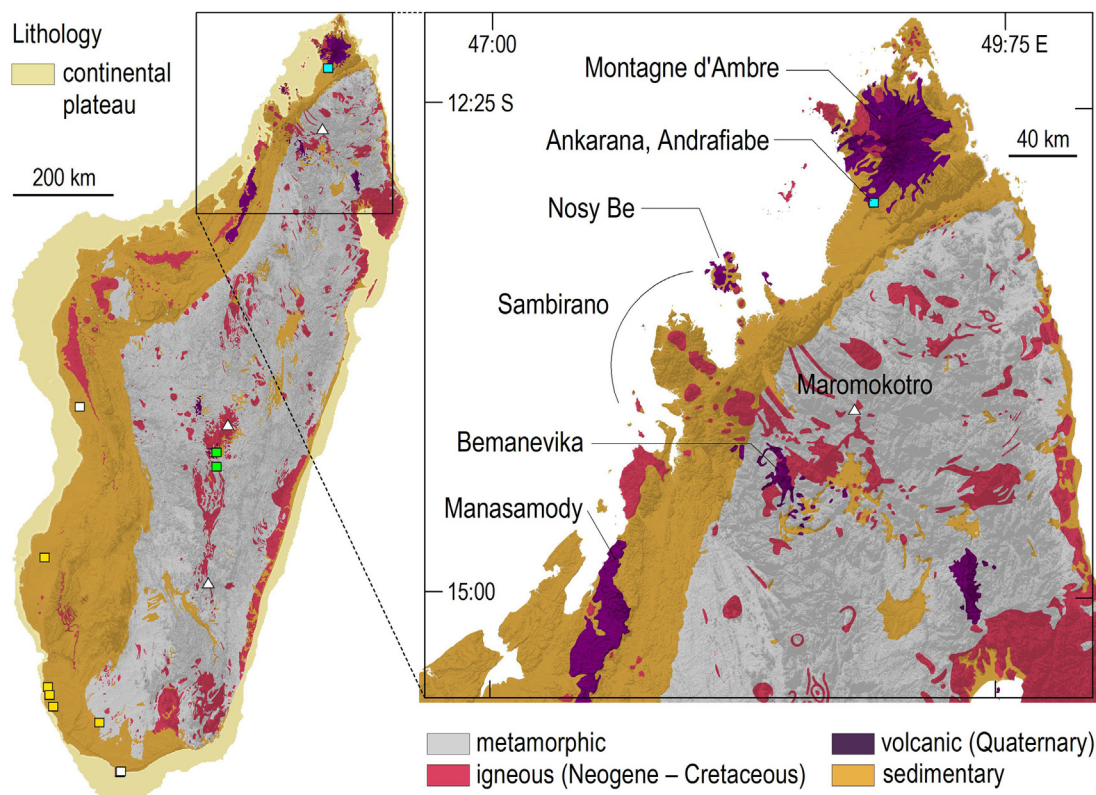 Lithology
continental
plateau
200 km
47:00
49:75 E
12:25 S
15:00
40 km
Montagne d'Ambre
Ankarana, Andrafiabe
Nosy Be
Sambirano
Maromokotro
Bemanevika
Manasamody
metamorphic
igneous (Neogene – Cretaceous)
volcanic (Quaternary)
sedimentary